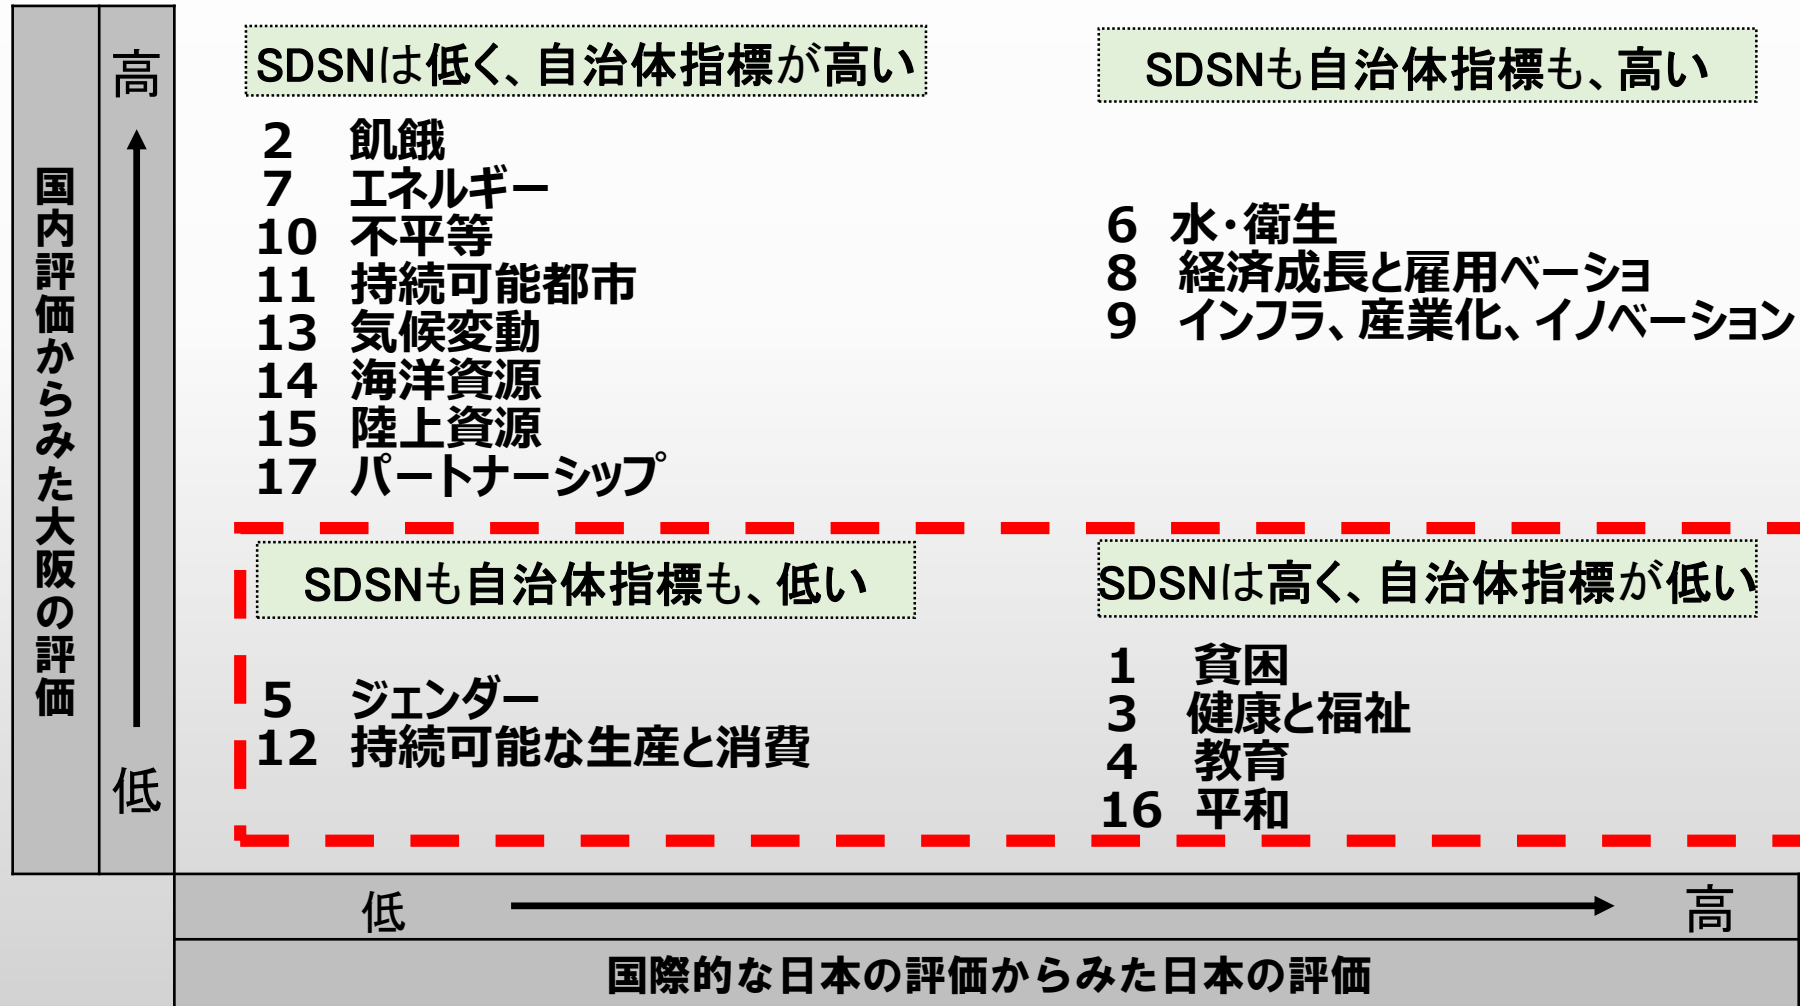 高
国内評価からみた大阪の評価
低
SDSNは低く、自治体指標が高い
2 飢餓
7 エネルギー
10 不平等
11 持続可能都市
13 気候変動
14 海洋資源
15 陸上資源
17 パートナーシップ
SDSNも自治体指標も、高い
6 水・衛生
8 経済成長と雇用ベーショ
9 インフラ、産業化、イノベーション
SDSNも自治体指標も、低い
5 ジェンダー
12 持続可能な生産と消費
SDSNは高く、自治体指標が低い
1 貧困
3 健康と福祉
4 教育
16 平和
低
高
国際的な日本の評価からみた日本の評価